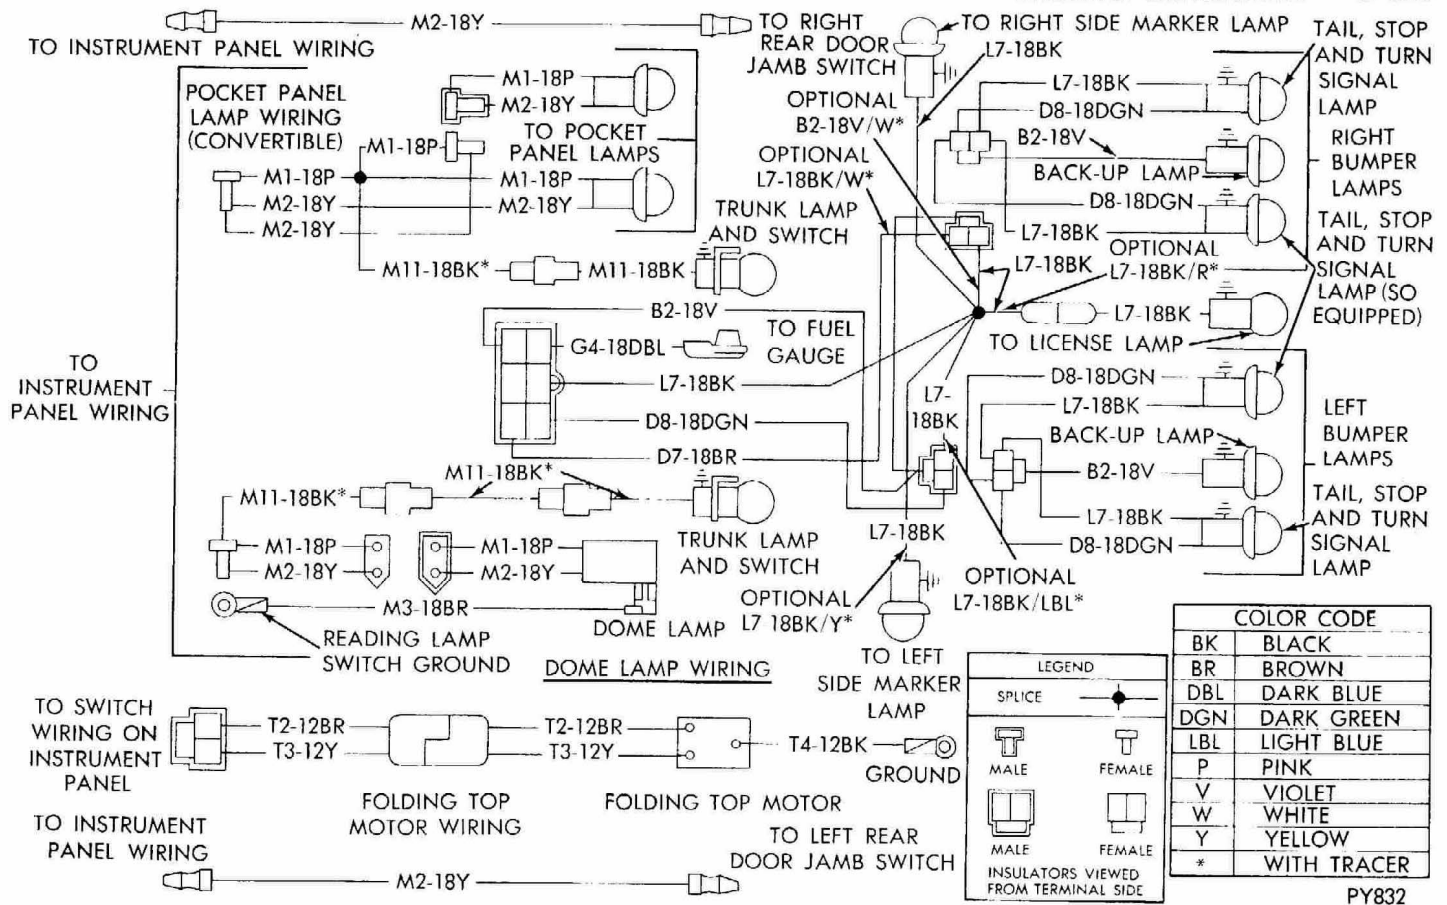 M2-18Y
TO INSTRUMENT PANEL WIRING
TO RIGHT
REAR DOOR
JAMB SWITCH
TO RIGHT SIDE MARKER LAMP
L7-18BK
TAIL, STOP
AND TURN
SIGNAL
LAMP
POCKET PANEL
LAMP WIRING
(CONVERTIBLE)
M1-18P
M2-18Y
TO POCKET
PANEL LAMPS
M1-18P
M1-18P
M1-18P
M2-18Y
M2-18Y
M2-18Y
OPTIONAL
B2-18V/W*
OPTIONAL
L7-18BK/W*
L7-18BK
D8-18DGN
B2-18V
BACK-UP LAMP
D8-18DGN
L7-18BK
RIGHT
BUMPER
LAMPS
TAIL, STOP
AND TURN
SIGNAL
LAMP (SO
EQUIPPED)
TRUNK LAMP
AND SWITCH
M11-18BK*
M11-18BK
L7-18BK
OPTIONAL
L7-18BK/R*
L7-18BK
TO LICENSE LAMP
B2-18V
G4-18DBL
TO FUEL
GAUGE
L7-18BK
D8-18DGN
D7-18BR
TO
INSTRUMENT
PANEL WIRING
L7-
18BK
D8-18DGN
L7-18BK
BACK-UP LAMP
B2-18V
L7-18BK
D8-18DGN
LEFT
BUMPER
LAMPS
TAIL, STOP
AND TURN
SIGNAL
LAMP
M11-18BK*
M11-18BK*
TRUNK LAMP
AND SWITCH
M1-18P
M2-18Y
M1-18P
M2-18Y
M3-18BR
READING LAMP
SWITCH GROUND
DOME LAMP
DOME LAMP WIRING
L7-18BK
OPTIONAL
L7 18BK/Y*
OPTIONAL
L7-18BK/LBL*
TO LEFT
SIDE MARKER
LAMP
TO SWITCH
WIRING ON
INSTRUMENT
PANEL
T2-12BR
T3-12Y
T2-12BR
T3-12Y
T4-12BK
GROUND
FOLDING TOP
MOTOR WIRING
FOLDING TOP MOTOR
TO INSTRUMENT
PANEL WIRING
M2-18Y
TO LEFT REAR
DOOR JAMB SWITCH
LEGEND
SPLICE
MALE FEMALE
MALE FEMALE
INSULATORS VIEWED
FROM TERMINAL SIDE
COLOR CODE
BK BLACK
BR BROWN
DBL DARK BLUE
DGN DARK GREEN
LBL LIGHT BLUE
P PINK
V VIOLET
W WHITE
Y YELLOW
* WITH TRACER
PY832